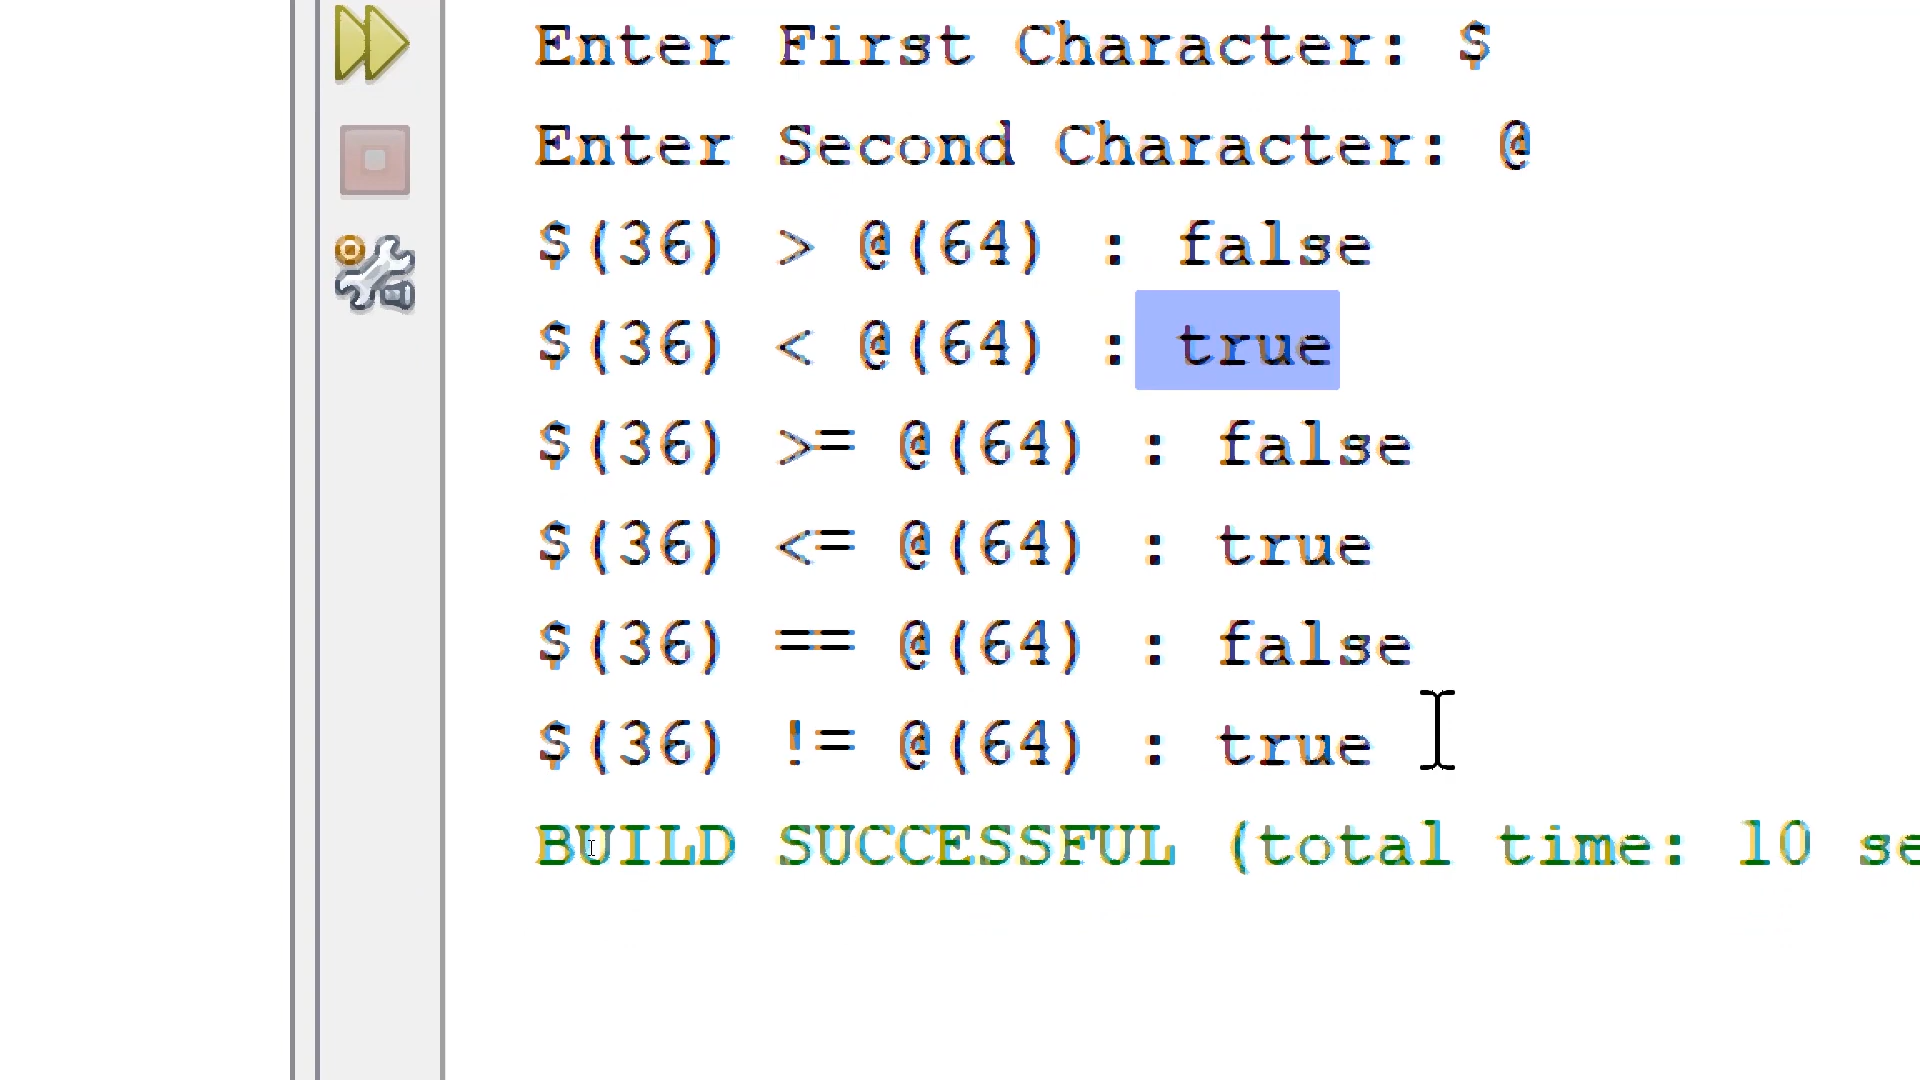 Enter First Character: $
Enter Second Character: @
$(36) > @(64) : false
$(36) < @(64) : true
$(36) >= @(64) : false
$(36) <= @(64) : true
$(36) == @(64) : false
$(36) != @(64) : true
BUILD SUCCESSFUL (total time: 10 se